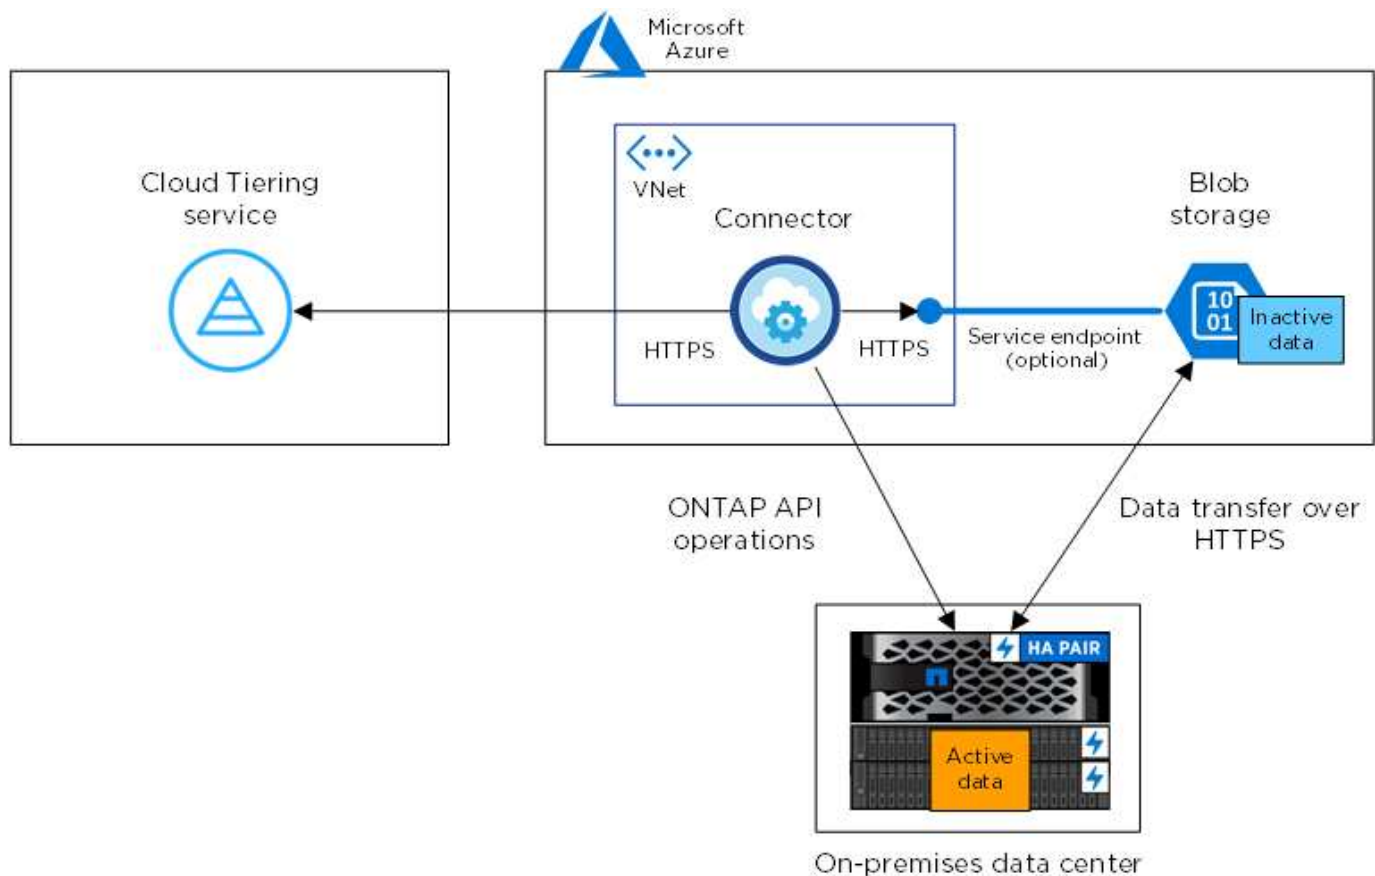 Microsoft
Azure
Cloud Tiering
service
VNet
Connector
Blob
storage
10
01
Inactive
data
HTTPS
HTTPS
Service endpoint
(optional)
ONTAP API
operations
Data transfer over
HTTPS
HA PAIR
Active
data
On-premises data center